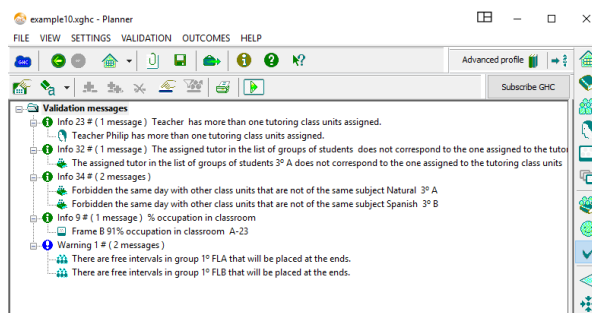 example10.xghc - Planner
FILE VIEW SETTINGS VALIDATION OUTCOMES HELP
GHC
Advanced profile
Subscribe GHC
Validation messages
Info 23 # ( 1 message ) Teacher has more than one tutoring class units assigned.
Teacher Philip has more than one tutoring class units assigned.
Info 32 # ( 1 message ) The assigned tutor in the list of groups of students does not correspond to the one assigned to the tutor
The assigned tutor in the list of groups of students 3º A does not correspond to the one assigned to the tutoring class units
Info 34 # ( 2 messages )
Forbidden the same day with other class units that are not of the same subject Natural 3º A
Forbidden the same day with other class units that are not of the same subject Spanish 3º B
Info 9 # ( 1 message ) % occupation in classroom
Frame B 91% occupation in classroom A-23
Warning 1 # ( 2 messages )
There are free intervals in group 1º FLA that will be placed at the ends.
There are free intervals in group 1º FLB that will be placed at the ends.